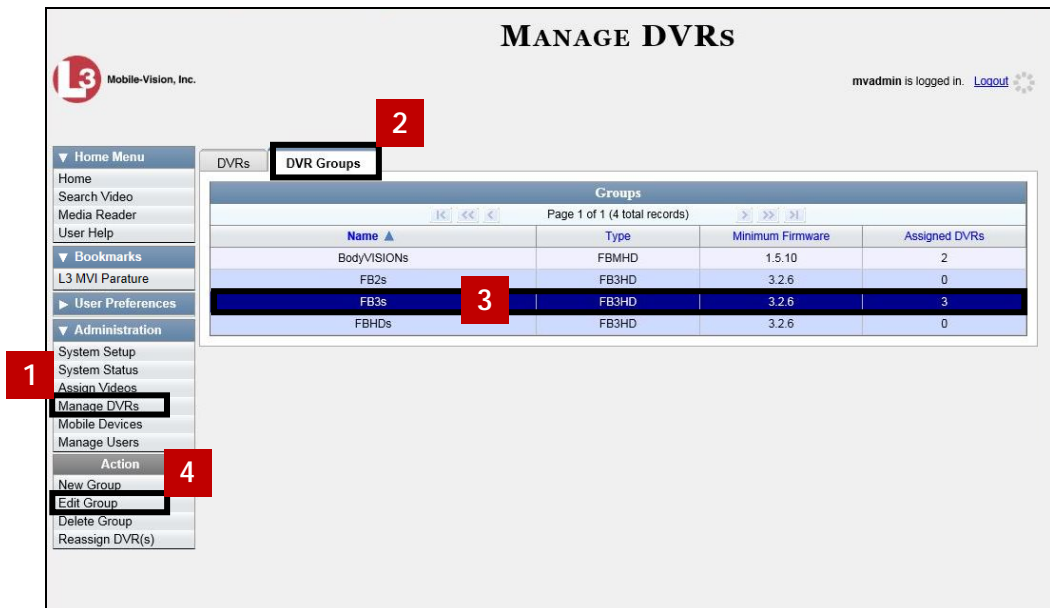 MANAGE DVRS
L3 Mobile-Vision, Inc.
mvadmin is logged in. Logout
2
▼ Home Menu
Home
Search Video
Media Reader
User Help
▼ Bookmarks
L3 MVI Parature
► User Preferences
▼ Administration
System Setup
System Status
1
Assign Videos
Manage DVRs
Mobile Devices
Manage Users
Action
4
New Group
Edit Group
Delete Group
Reassign DVR(s)
DVRs DVR Groups
Groups
Page 1 of 1 (4 total records)
Name ▲ Type Minimum Firmware Assigned DVRs
BodyVISIONs FBMHD 1.5.10 2
FB2s FB3HD 3.2.6 0
FB3s 3 FB3HD 3.2.6 3
FBHDs FB3HD 3.2.6 0